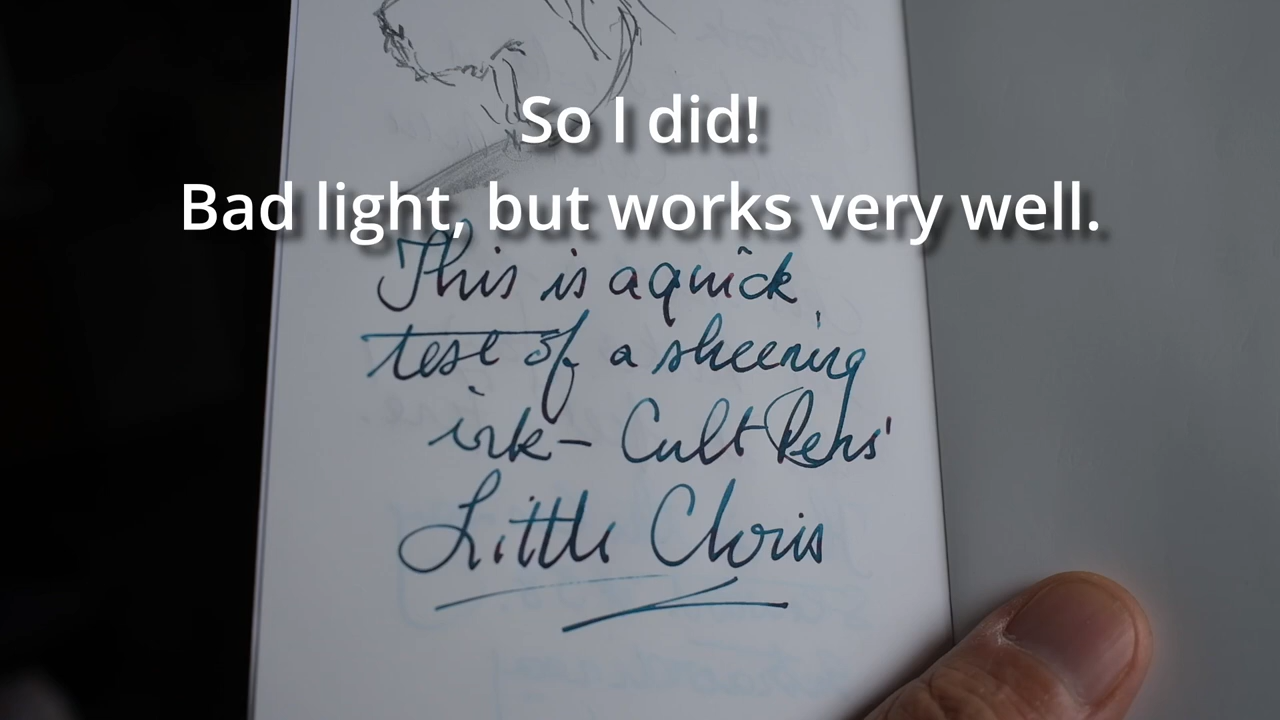 So I did!
Bad light, but works very well.
This is a quick
test of a sheening
ink – Cult Pens'
Little Chris